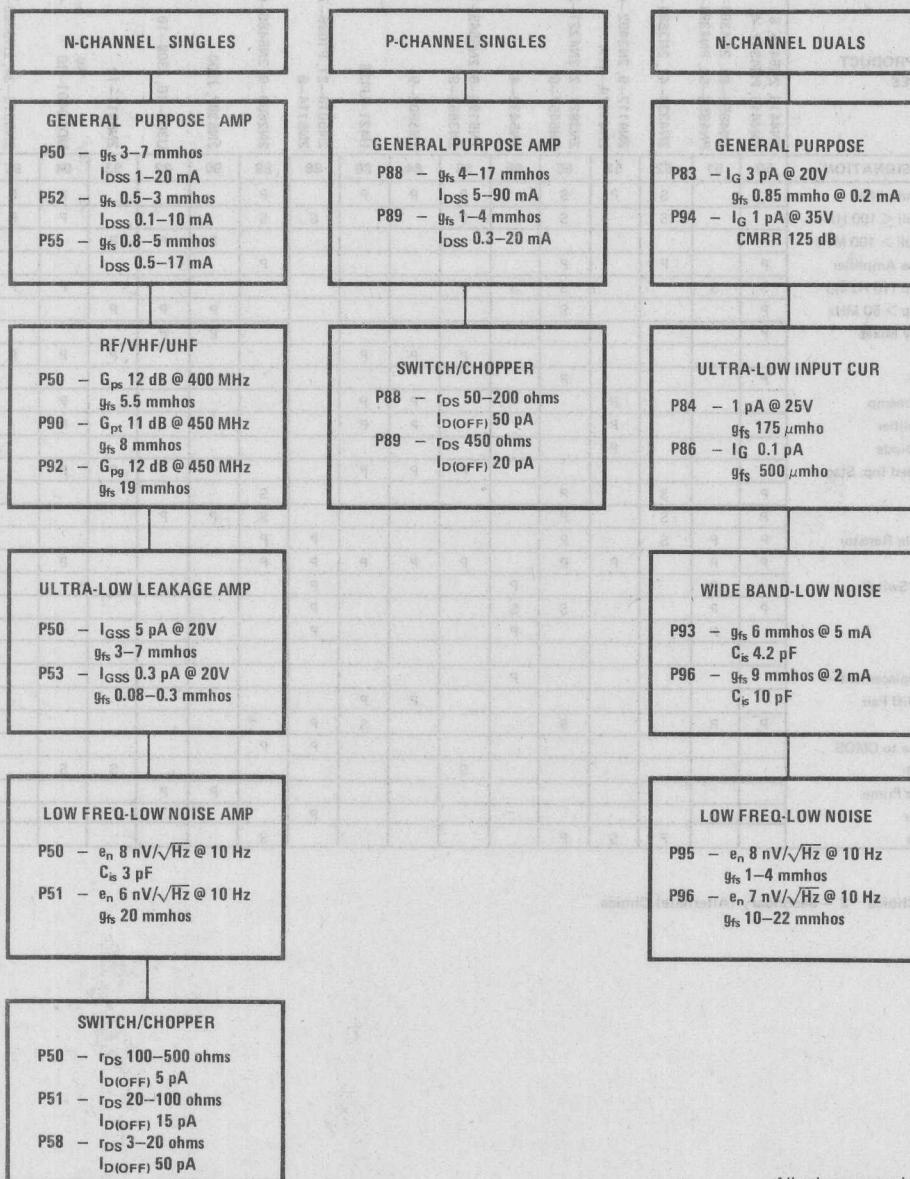 N-CHANNEL SINGLES
GENERAL PURPOSE AMP
P50 – gfs 3–7 mmhos
IDSS 1–20 mA
P52 – gfs 0.5–3 mmhos
IDSS 0.1–10 mA
P55 – gfs 0.8–5 mmhos
IDSS 0.5–17 mA
RF/VHF/UHF
P50 – Gps 12 dB @ 400 MHz
gfs 5.5 mmhos
P90 – Gpt 11 dB @ 450 MHz
gfs 8 mmhos
P92 – Gpg 12 dB @ 450 MHz
gfs 19 mmhos
ULTRA-LOW LEAKAGE AMP
P50 – IGSS 5 pA @ 20V
gfs 3–7 mmhos
P53 – IGSS 0.3 pA @ 20V
gfs 0.08–0.3 mmhos
LOW FREQ-LOW NOISE AMP
P50 – en 8 nV/√Hz @ 10 Hz
Cis 3 pF
P51 – en 6 nV/√Hz @ 10 Hz
gfs 20 mmhos
SWITCH/CHOPPER
P50 – rDS 100–500 ohms
ID(OFF) 5 pA
P51 – rDS 20–100 ohms
ID(OFF) 15 pA
P58 – rDS 3–20 ohms
ID(OFF) 50 pA
P-CHANNEL SINGLES
GENERAL PURPOSE AMP
P88 – gfs 4–17 mmhos
IDSS 5–90 mA
P89 – gfs 1–4 mmhos
IDSS 0.3–20 mA
SWITCH/CHOPPER
P88 – rDS 50–200 ohms
ID(OFF) 50 pA
P89 – rDS 450 ohms
ID(OFF) 20 pA
N-CHANNEL DUALS
GENERAL PURPOSE
P83 – IG 3 pA @ 20V
gfs 0.85 mmho @ 0.2 mA
P94 – IG 1 pA @ 35V
CMRR 125 dB
ULTRA-LOW INPUT CUR
P84 – 1 pA @ 25V
gfs 175 μmho
P86 – IG 0.1 pA
gfs 500 μmho
WIDE BAND-LOW NOISE
P93 – gfs 6 mmhos @ 5 mA
Cis 4.2 pF
P96 – gfs 9 mmhos @ 2 mA
Cis 10 pF
LOW FREQ-LOW NOISE
P95 – en 8 nV/√Hz @ 10 Hz
gfs 1–4 mmhos
P96 – en 7 nV/√Hz @ 10 Hz
gfs 10–22 mmhos